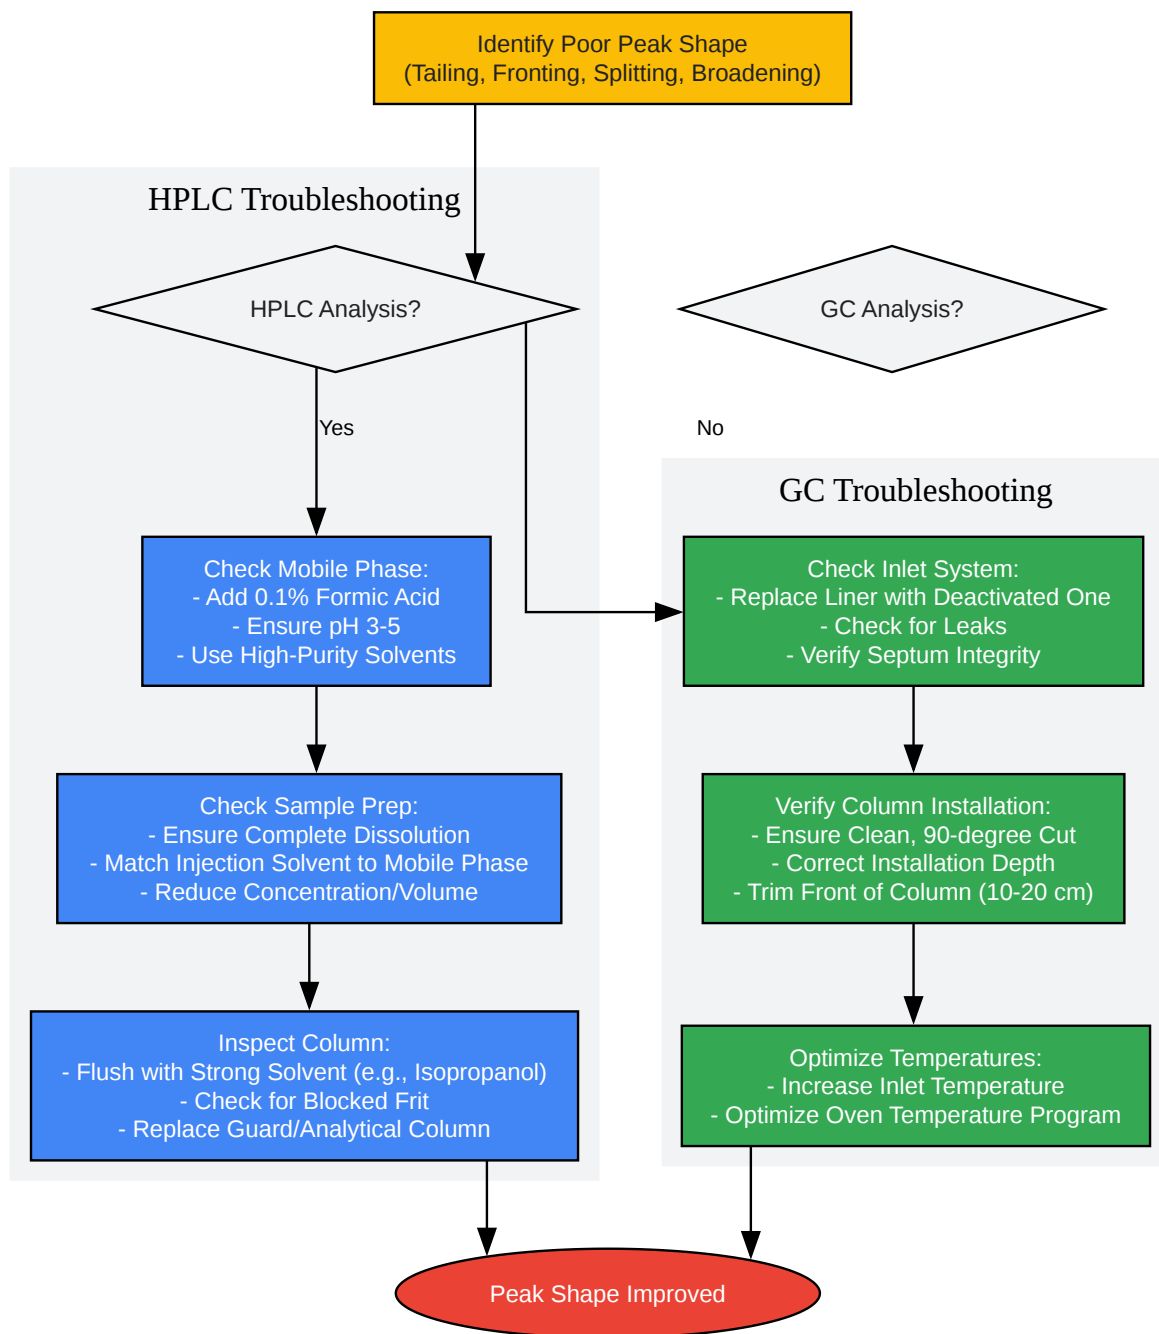 Identify Poor Peak Shape
(Tailing, Fronting, Splitting, Broadening)
HPLC Troubleshooting
HPLC Analysis?
GC Analysis?
Yes
No
GC Troubleshooting
Check Mobile Phase:
- Add 0.1% Formic Acid
- Ensure pH 3-5
- Use High-Purity Solvents
Check Inlet System:
- Replace Liner with Deactivated One
- Check for Leaks
- Verify Septum Integrity
Check Sample Prep:
- Ensure Complete Dissolution
- Match Injection Solvent to Mobile Phase
- Reduce Concentration/Volume
Verify Column Installation:
- Ensure Clean, 90-degree Cut
- Correct Installation Depth
- Trim Front of Column (10-20 cm)
Inspect Column:
- Flush with Strong Solvent (e.g., Isopropanol)
- Check for Blocked Frit
- Replace Guard/Analytical Column
Optimize Temperatures:
- Increase Inlet Temperature
- Optimize Oven Temperature Program
Peak Shape Improved